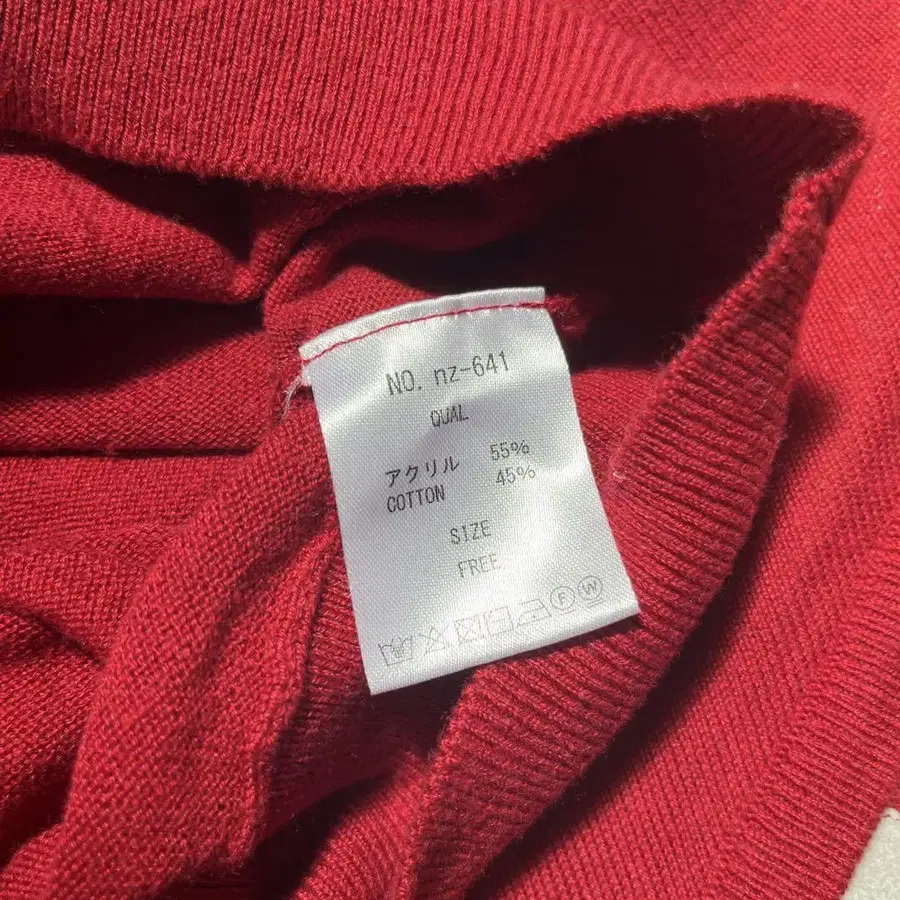 NO. nz-641
QUAL
アクリル 55%
COTTON 45%
SIZE
FREE
F W